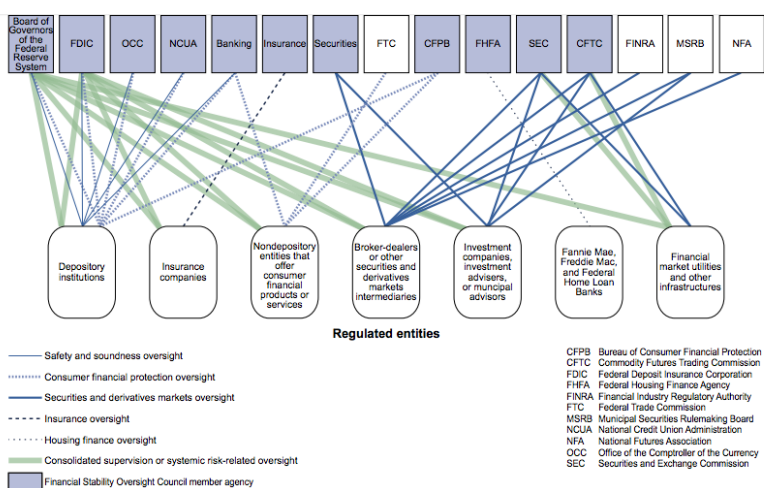 Board of
Governors
of the
Federal
Reserve
System
FDIC
OCC
NCUA
Banking
Insurance
Securities
FTC
CFPB
FHFA
SEC
CFTC
FINRA
MSRB
NFA
Depository
institutions
Insurance
companies
Nondepository
entities that
offer
consumer
financial
products or
services
Broker-dealers
or other
securities and
derivatives
markets
intermediaries
Investment
companies,
investment
advisers,
or muncipal
advisors
Fannie Mae,
Freddie Mac,
and Federal
Home Loan
Banks
Financial
market utilities
and other
infrastructures
Regulated entities
Safety and soundness oversight
Consumer financial protection oversight
Securities and derivatives markets oversight
Insurance oversight
Housing finance oversight
Consolidated supervision or systemic risk-related oversight
Financial Stability Oversight Council member agency
CFPB Bureau of Consumer Financial Protection
CFTC Commodity Futures Trading Commission
FDIC Federal Deposit Insurance Corporation
FHFA Federal Housing Finance Agency
FINRA Financial Industry Regulatory Authority
FTC Federal Trade Commission
MSRB Municipal Securities Rulemaking Board
NCUA National Credit Union Administration
NFA National Futures Association
OCC Office of the Comptroller of the Currency
SEC Securities and Exchange Commission